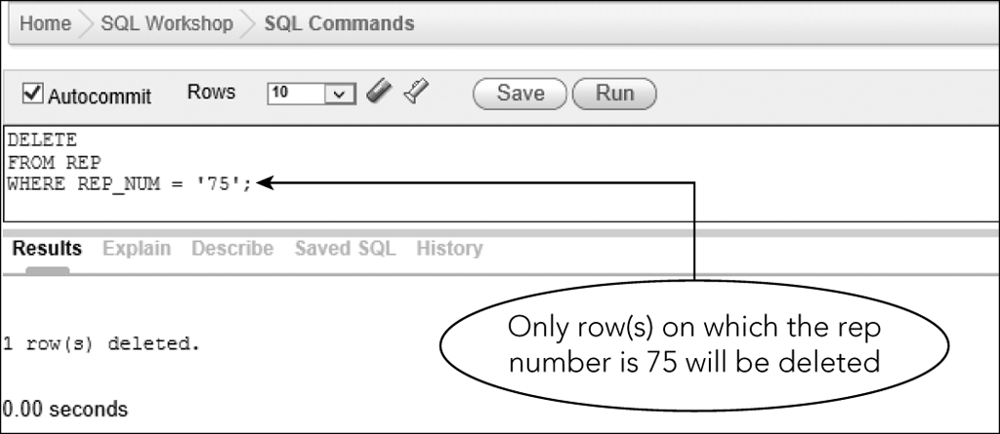 Home SQL Workshop SQL Commands
Autocommit Rows 10 Save Run
DELETE
FROM REP
WHERE REP_NUM = '75';
Results Explain Describe Saved SQL History
1 row(s) deleted.
0.00 seconds
Only row(s) on which the rep
number is 75 will be deleted